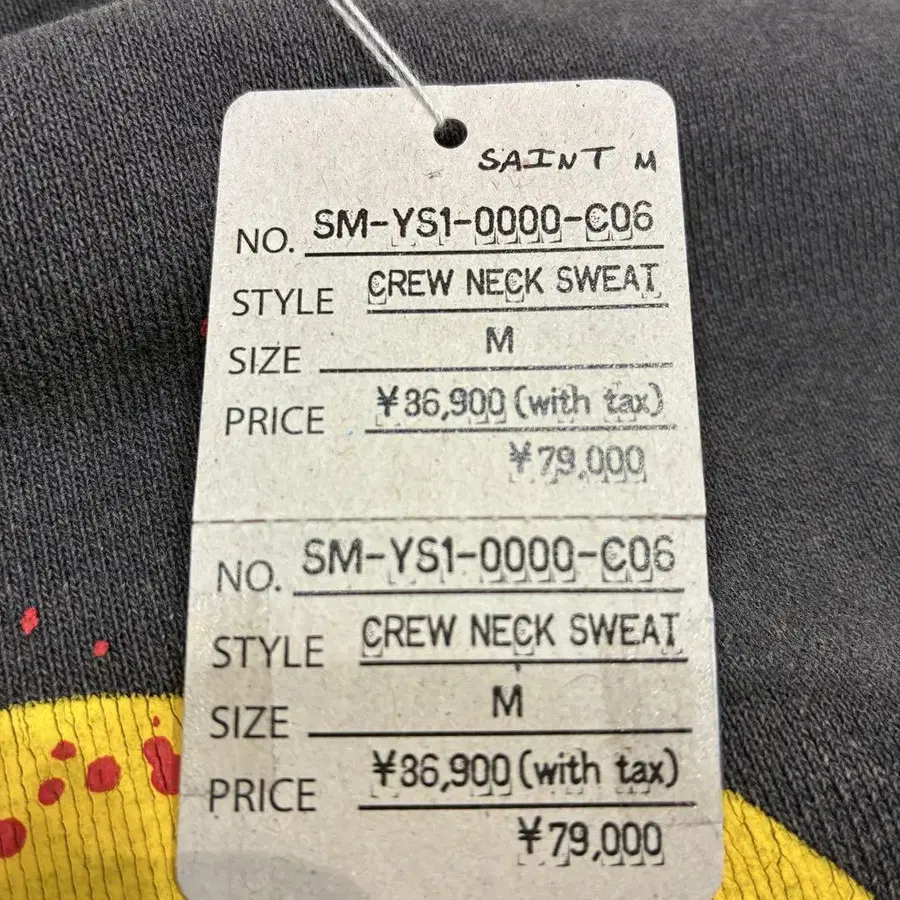 SAINT M
NO. SM-YS1-0000-C06
STYLE CREW NECK SWEAT
SIZE M
PRICE ¥36,900(with tax)
¥79,000
NO. SM-YS1-0000-C06
STYLE CREW NECK SWEAT
SIZE M
PRICE ¥36,900(with tax)
¥79,000